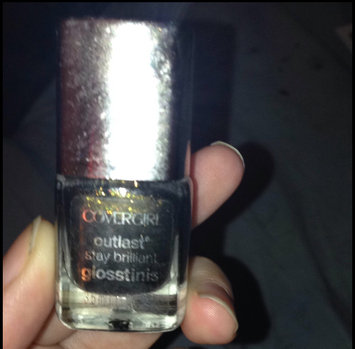 COVERGIRL
outlast®
stay brilliant
glosstinis